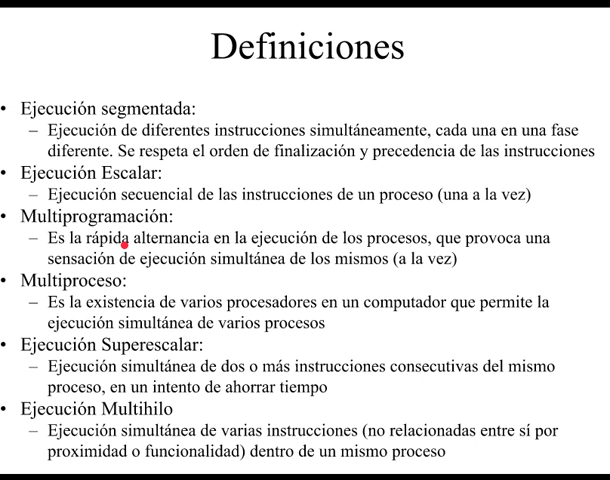 Definiciones
• Ejecución segmentada:
– Ejecución de diferentes instrucciones simultáneamente, cada una en una fase
diferente. Se respeta el orden de finalización y precedencia de las instrucciones
• Ejecución Escalar:
– Ejecución secuencial de las instrucciones de un proceso (una a la vez)
• Multiprogramación:
– Es la rápida alternancia en la ejecución de los procesos, que provoca una
sensación de ejecución simultánea de los mismos (a la vez)
• Multiproceso:
– Es la existencia de varios procesadores en un computador que permite la
ejecución simultánea de varios procesos
• Ejecución Superescalar:
– Ejecución simultánea de dos o más instrucciones consecutivas del mismo
proceso, en un intento de ahorrar tiempo
• Ejecución Multihilo
– Ejecución simultánea de varias instrucciones (no relacionadas entre sí por
proximidad o funcionalidad) dentro de un mismo proceso